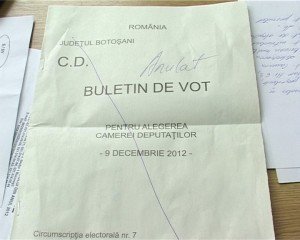 ROMÂNIA
JUDEŢUL BOTOŞANI
C.D.
Anulat
BULETIN DE VOT
PENTRU ALEGEREA
CAMEREI DEPUTAŢILOR
- 9 DECEMBRIE 2012 -
Circumscripţia electorală nr. 7